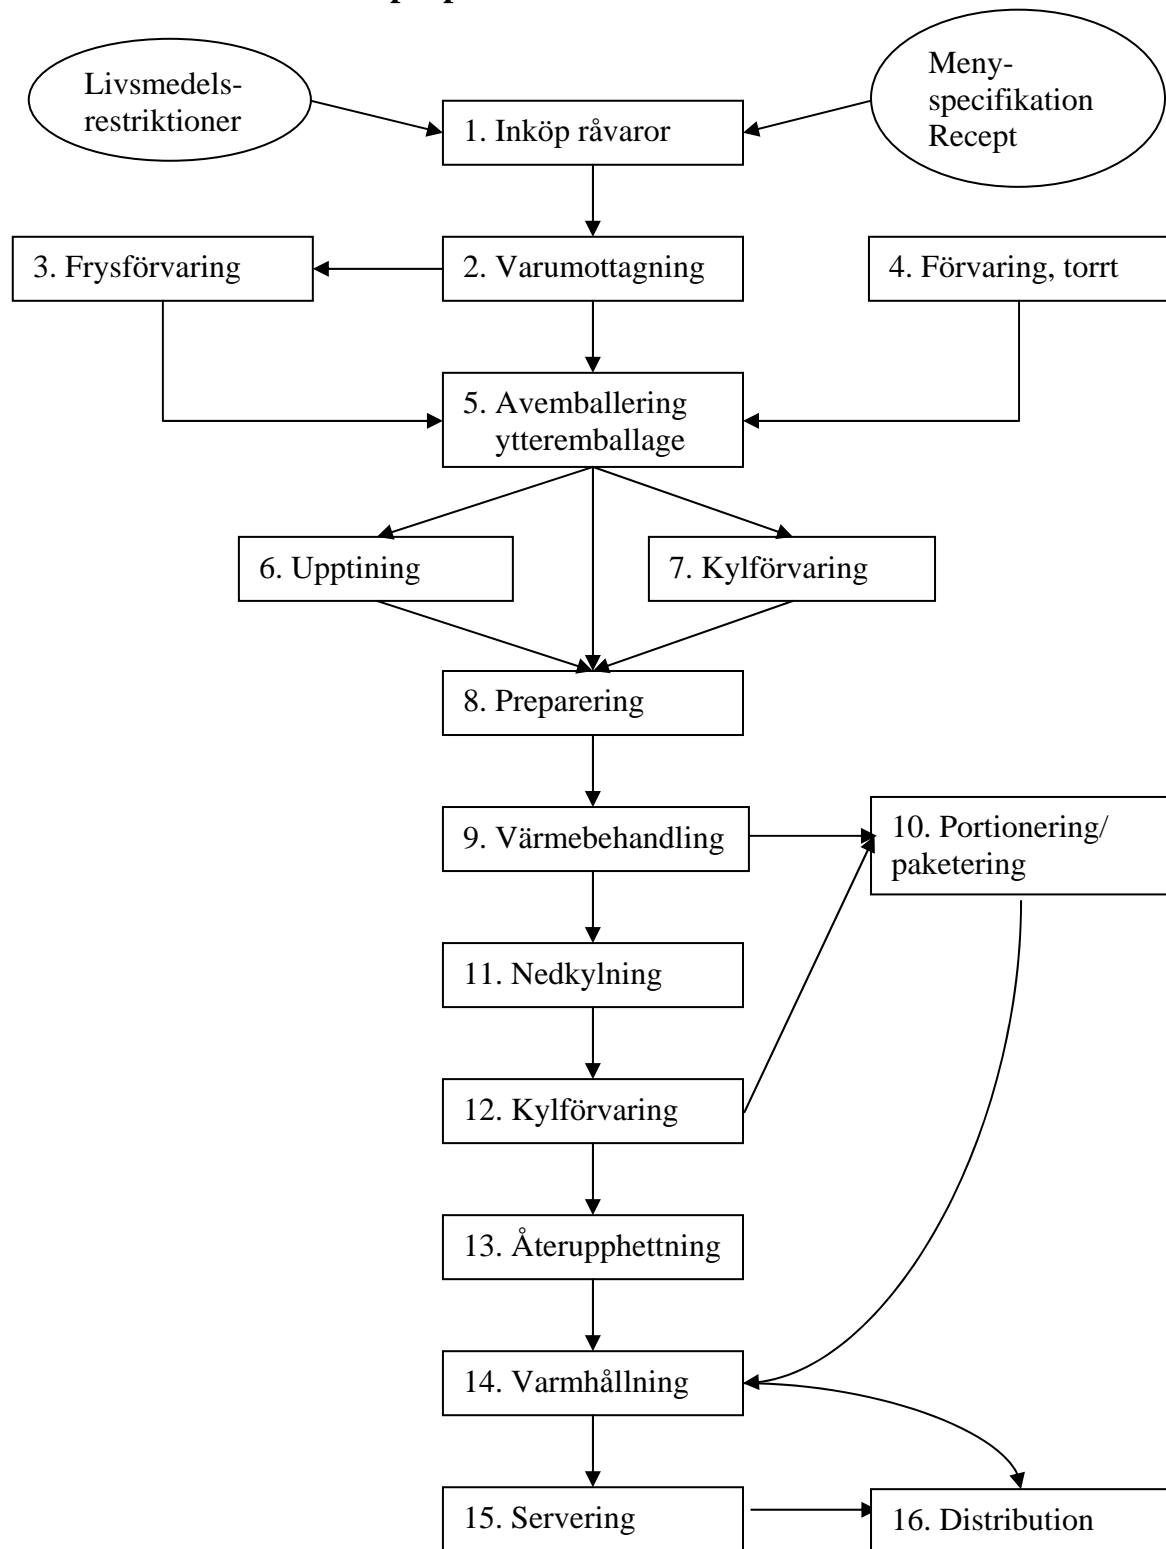 Livsmedels-
restriktioner
Meny-
specifikation
Recept
1. Inköp råvaror
3. Frysförvaring
2. Varumottagning
4. Förvaring, torrt
5. Avemballering
ytteremballage
6. Upptining
7. Kylförvaring
8. Preparering
9. Värmebehandling
10. Portionering/
paketering
11. Nedkylning
12. Kylförvaring
13. Återupphettning
14. Varmhållning
15. Servering
16. Distribution